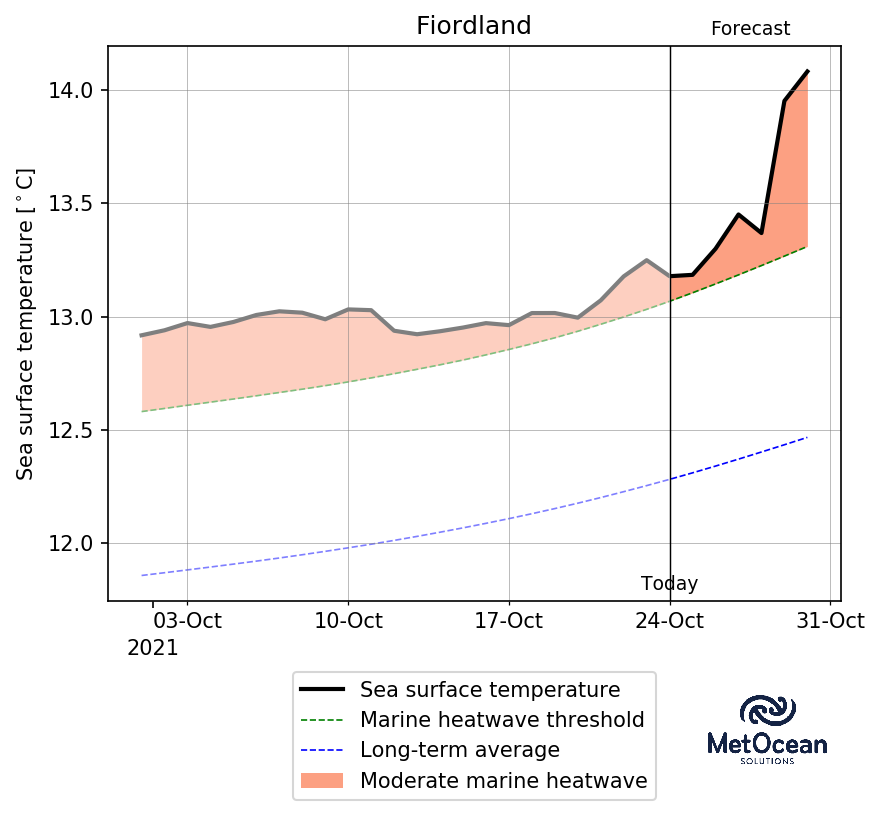 Fiordland
Forecast
14.0
13.5
13.0
12.5
12.0
Sea surface temperature [°C]
Today
03-Oct 10-Oct 17-Oct 24-Oct 31-Oct
2021
Sea surface temperature
Marine heatwave threshold
Long-term average
Moderate marine heatwave
MetOcean
SOLUTIONS